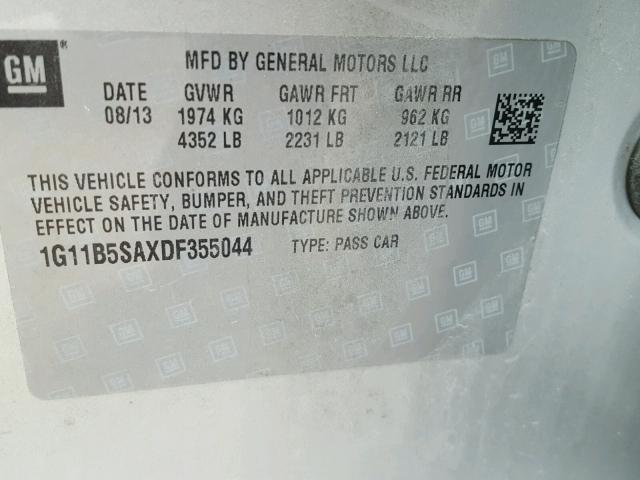 GM®
MFD BY GENERAL MOTORS LLC
DATE GVWR GAWR FRT GAWR RR
08/13 1974 KG 1012 KG 962 KG
4352 LB 2231 LB 2121 LB
THIS VEHICLE CONFORMS TO ALL APPLICABLE U.S. FEDERAL MOTOR
VEHICLE SAFETY, BUMPER, AND THEFT PREVENTION STANDARDS IN
EFFECT ON THE DATE OF MANUFACTURE SHOWN ABOVE.
1G11B5SAXDF355044 TYPE: PASS CAR